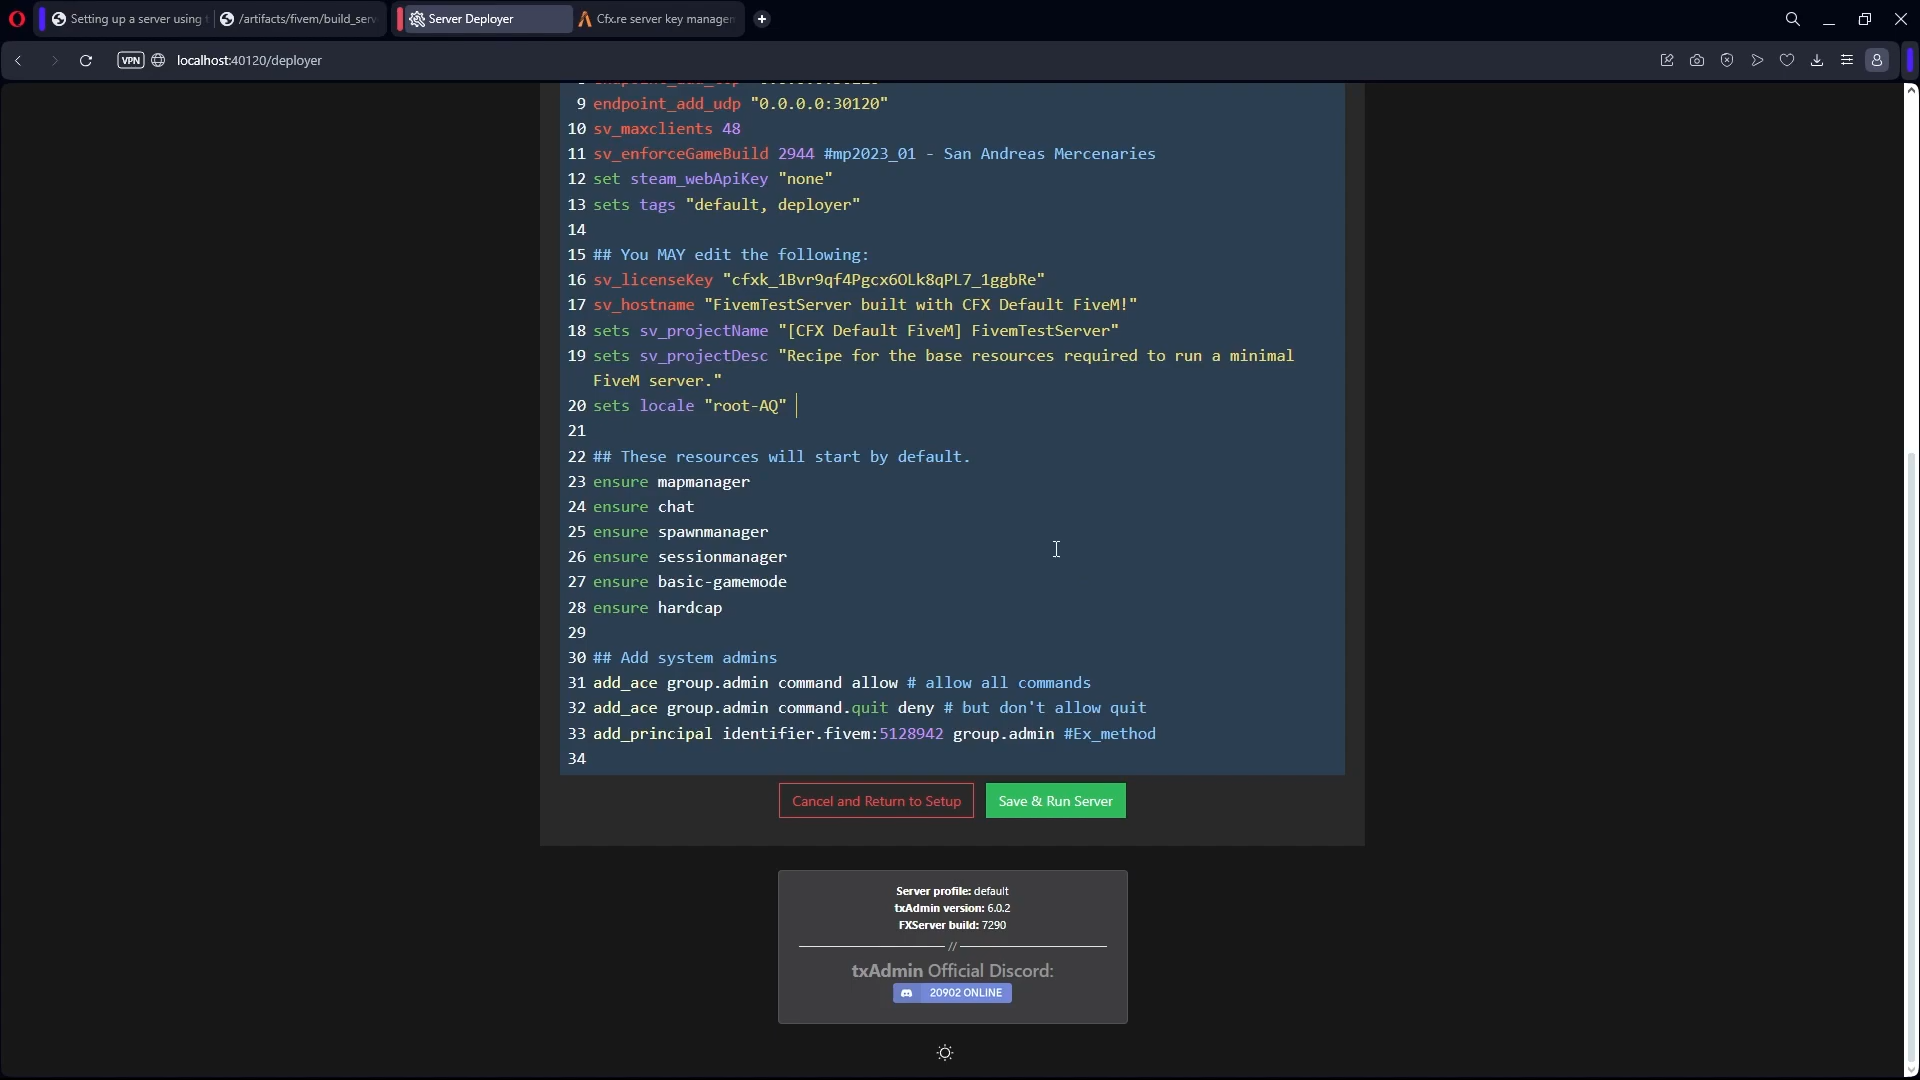 Setting up a server using
/artifacts/fivem/build_serv
Server Deployer
Cfx.re server key managem
VPN
localhost:40120/deployer
9 endpoint_add_udp "0.0.0.0:30120"
10 sv_maxclients 48
11 sv_enforceGameBuild 2944 #mp2023_01 - San Andreas Mercenaries
12 set steam_webApiKey "none"
13 sets tags "default, deployer"
14
15 ## You MAY edit the following:
16 sv_licenseKey "cfxk_1Bvr9qf4Pgcx6OLk8qPL7_1ggbRe"
17 sv_hostname "FivemTestServer built with CFX Default FiveM!"
18 sets sv_projectName "[CFX Default FiveM] FivemTestServer"
19 sets sv_projectDesc "Recipe for the base resources required to run a minimal
FiveM server."
20 sets locale "root-AQ"
21
22 ## These resources will start by default.
23 ensure mapmanager
24 ensure chat
25 ensure spawnmanager
26 ensure sessionmanager
27 ensure basic-gamemode
28 ensure hardcap
29
30 ## Add system admins
31 add_ace group.admin command allow # allow all commands
32 add_ace group.admin command.quit deny # but don't allow quit
33 add_principal identifier.fivem:5128942 group.admin #Ex_method
34
Cancel and Return to Setup
Save & Run Server
Server profile: default
txAdmin version: 6.0.2
FXServer build: 7290
//
txAdmin Official Discord:
20902 ONLINE